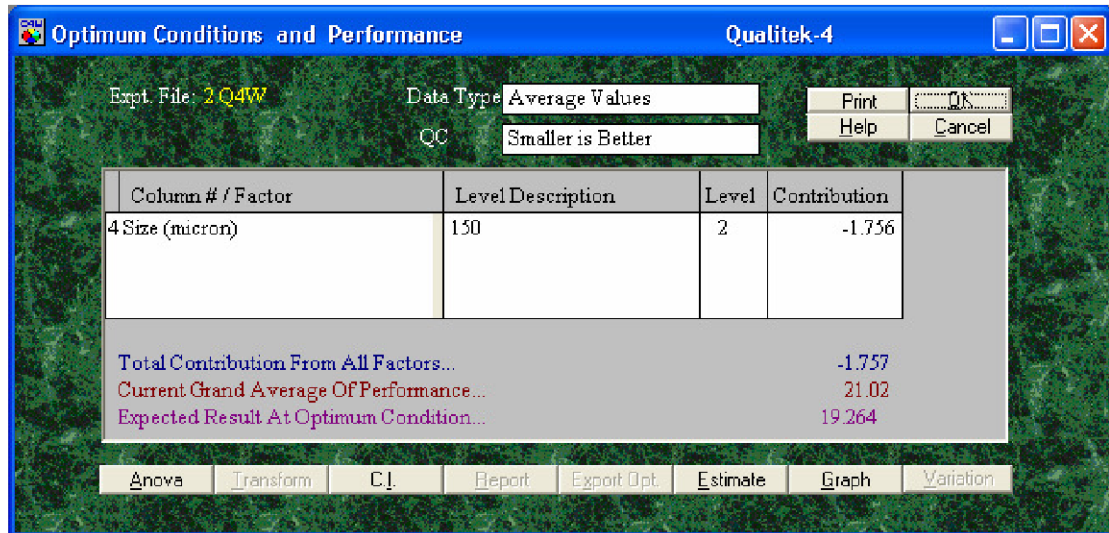 Optimum Conditions and Performance Qualitek-4
Expt. File: 2.Q4W Data Type Average Values Print OK
QC Smaller is Better Help Cancel
Column # / Factor Level Description Level Contribution
4 Size (micron) 150 2 -1.756
Total Contribution From All Factors... -1.757
Current Grand Average Of Performance... 21.02
Expected Result At Optimum Condition... 19.264
Anova Transform C.I. Report Export Opt. Estimate Graph Variation